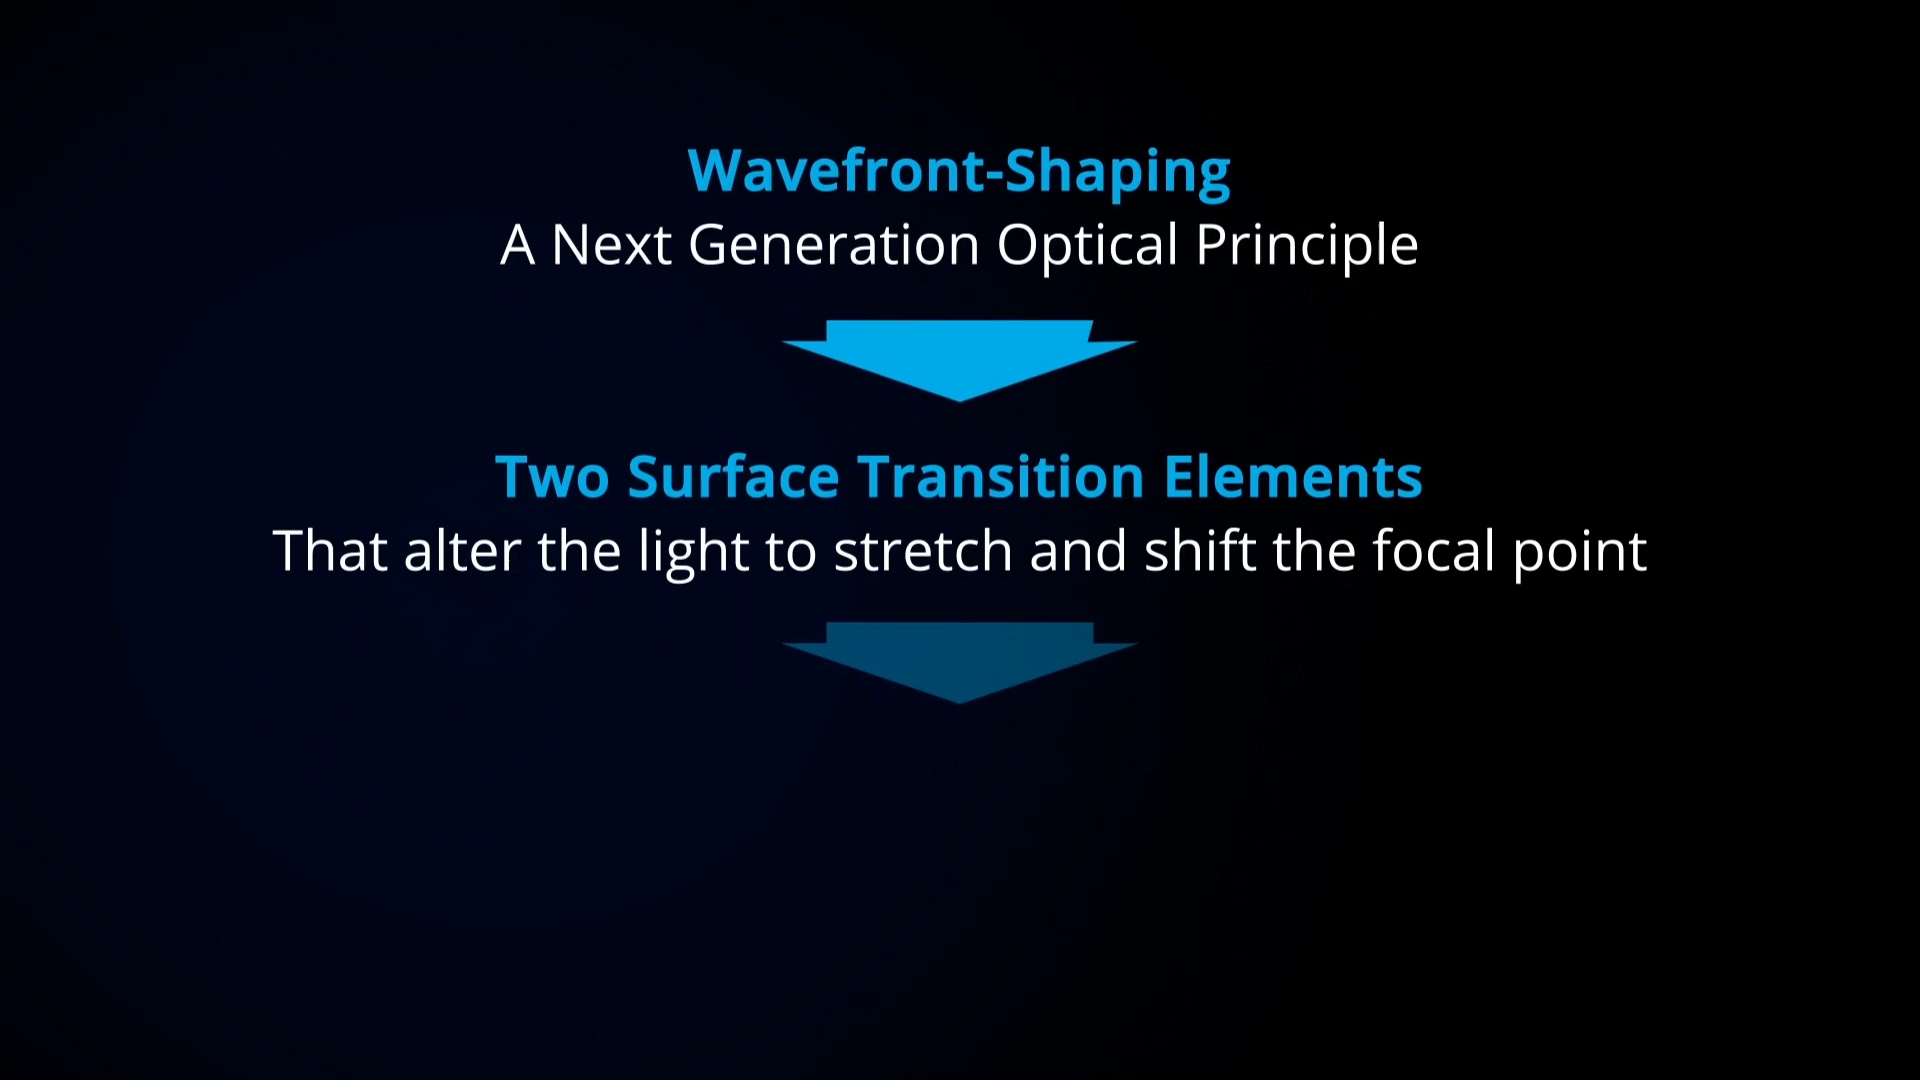 Wavefront-Shaping
A Next Generation Optical Principle
Two Surface Transition Elements
That alter the light to stretch and shift the focal point